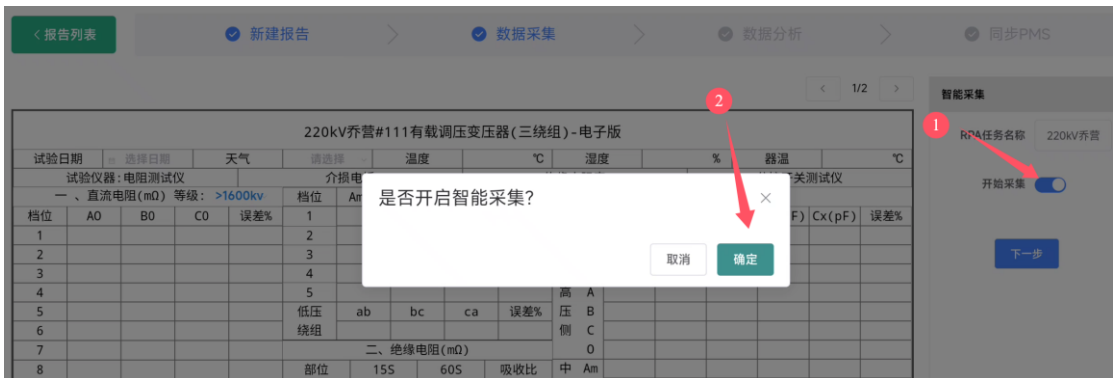 < 报告列表
新建报告
数据采集
数据分析
同步PMS
1/2
2
智能采集
220kV乔营#111有载调压变压器(三绕组)-电子版
1
RPA任务名称 220kV乔营
试验日期 选择日期 天气 请选择 温度 ℃ 湿度 % 器温 ℃
试验仪器:电阻测试仪
开关测试仪
开始采集
一、直流电阻(mΩ) 等级: >1600kv 档位
是否开启智能采集?
档位 A0 B0 C0 误差% 1
F) Cx(pF) 误差%
1 2
2 3
取消 确定
下一步
3 4
4 5 高 A
5 低压 ab bc ca 误差% 压 B
6 绕组 侧 C
7 二、绝缘电阻(mΩ) 0
8 部位 15S 60S 吸收比 中 Am